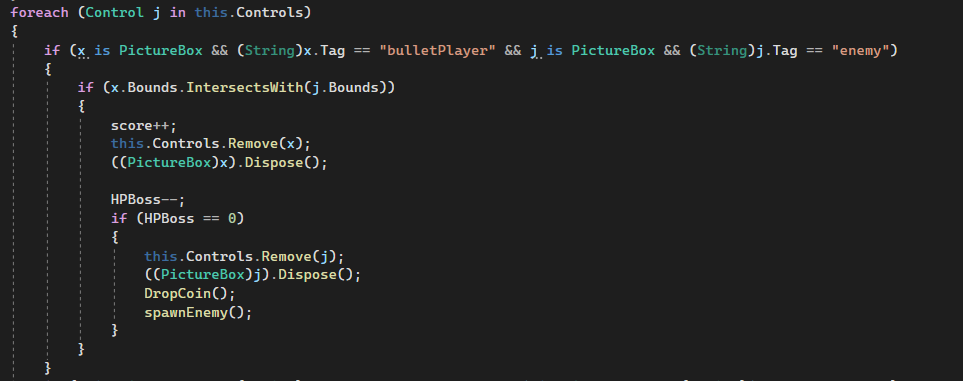 foreach (Control j in this.Controls)
{
if (x is PictureBox && (String)x.Tag == "bulletPlayer" && j is PictureBox && (String)j.Tag == "enemy")
{
if (x.Bounds.IntersectsWith(j.Bounds))
{
score++;
this.Controls.Remove(x);
((PictureBox)x).Dispose();
HPBoss--;
if (HPBoss == 0)
{
this.Controls.Remove(j);
((PictureBox)j).Dispose();
DropCoin();
spawnEnemy();
}
}
}